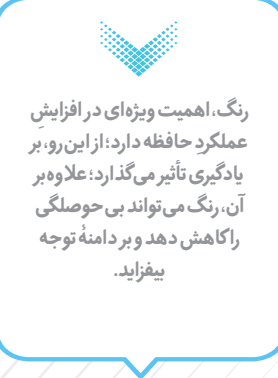 رنگ، اهمیت ویژه‌ای در افزایشِ
عملکردِ حافظه دارد؛ از این‌رو، بر
یادگیری تأثیر می‌گذارد؛ علاوه‌بر
آن، رنگ می‌تواند بی‌حوصلگی
را کاهش دهد و بر دامنهٔ توجه
بیفزاید.